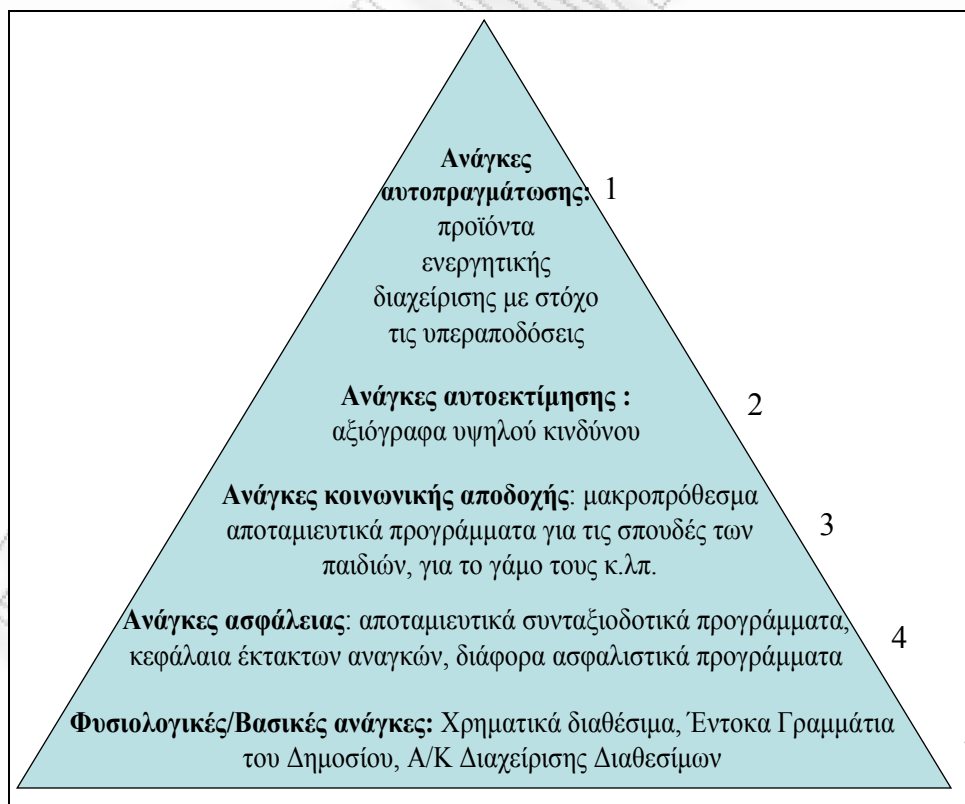 Ανάγκες
αυτοπραγμάτωσης: 1
προϊόντα
ενεργητικής
διαχείρισης με στόχο
τις υπεραποδόσεις
Ανάγκες αυτοεκτίμησης : 2
αξιόγραφα υψηλού κινδύνου
Ανάγκες κοινωνικής αποδοχής: μακροπρόθεσμα
αποταμιευτικά προγράμματα για τις σπουδές των 3
παιδιών, για το γάμο τους κ.λπ.
Ανάγκες ασφάλειας: αποταμιευτικά συνταξιοδοτικά προγράμματα, 4
κεφάλαια έκτακτων αναγκών, διάφορα ασφαλιστικά προγράμματα
Φυσιολογικές/Βασικές ανάγκες: Χρηματικά διαθέσιμα, Έντοκα Γραμμάτια
του Δημοσίου, Α/Κ Διαχείρισης Διαθεσίμων